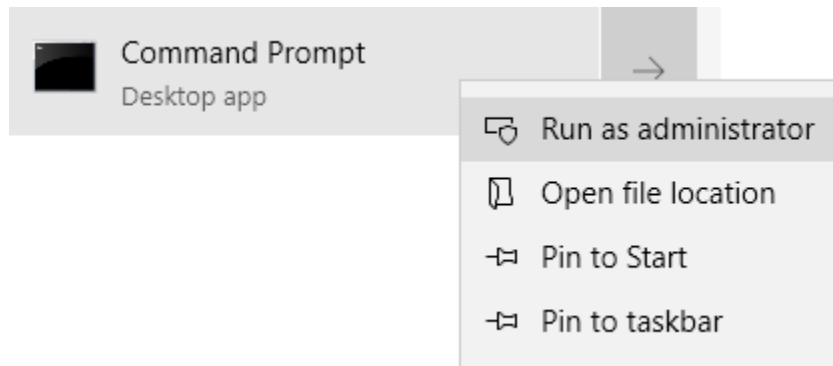 Command Prompt
Desktop app
Run as administrator
Open file location
Pin to Start
Pin to taskbar